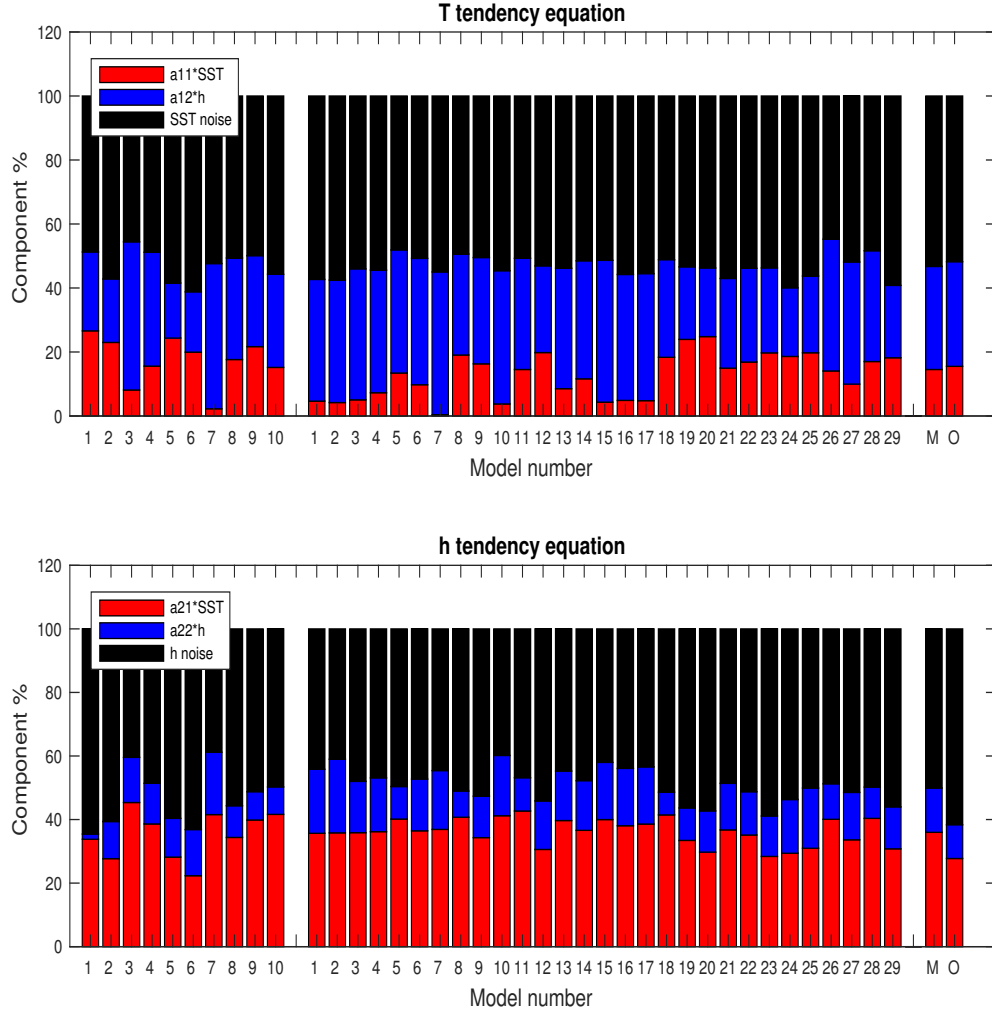 T tendency equation
120
100
80
60
40
20
0
Component %
a11*SST
a12*h
SST noise
1 2 3 4 5 6 7 8 9 10 1 2 3 4 5 6 7 8 9 10 11 12 13 14 15 16 17 18 19 20 21 22 23 24 25 26 27 28 29 M O
Model number
h tendency equation
120
100
80
60
40
20
0
Component %
a21*SST
a22*h
h noise
1 2 3 4 5 6 7 8 9 10 1 2 3 4 5 6 7 8 9 10 11 12 13 14 15 16 17 18 19 20 21 22 23 24 25 26 27 28 29 M O
Model number